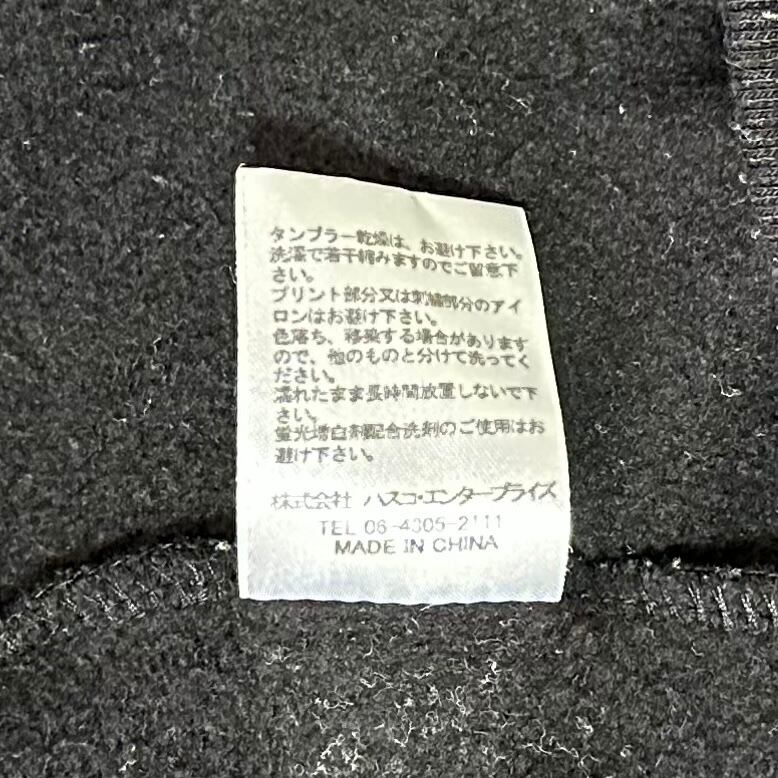 タンブラー乾燥は、お避け下さい。
洗濯で若干縮みますのでご留意下
さい。
プリント部分又は刺繍部分のアイ
ロンはお避け下さい。
色落ち、移染する場合があります
ので、他のものと分けて洗ってく
ださい。
濡れたまま長時間放置しないで下
さい。
蛍光増白剤配合洗剤のご使用はお
避け下さい。
株式会社 ハスコ・エンタープライズ
TEL 06-4305-2111
MADE IN CHINA